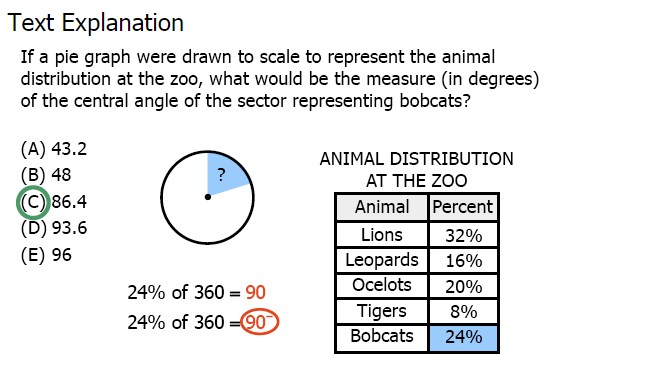 Text Explanation
If a pie graph were drawn to scale to represent the animal
distribution at the zoo, what would be the measure (in degrees)
of the central angle of the sector representing bobcats?
(A) 43.2
(B) 48
(C) 86.4
(D) 93.6
(E) 96
?
24% of 360 = 90
24% of 360 = 90⁻
ANIMAL DISTRIBUTION
AT THE ZOO
Animal Percent
Lions 32%
Leopards 16%
Ocelots 20%
Tigers 8%
Bobcats 24%